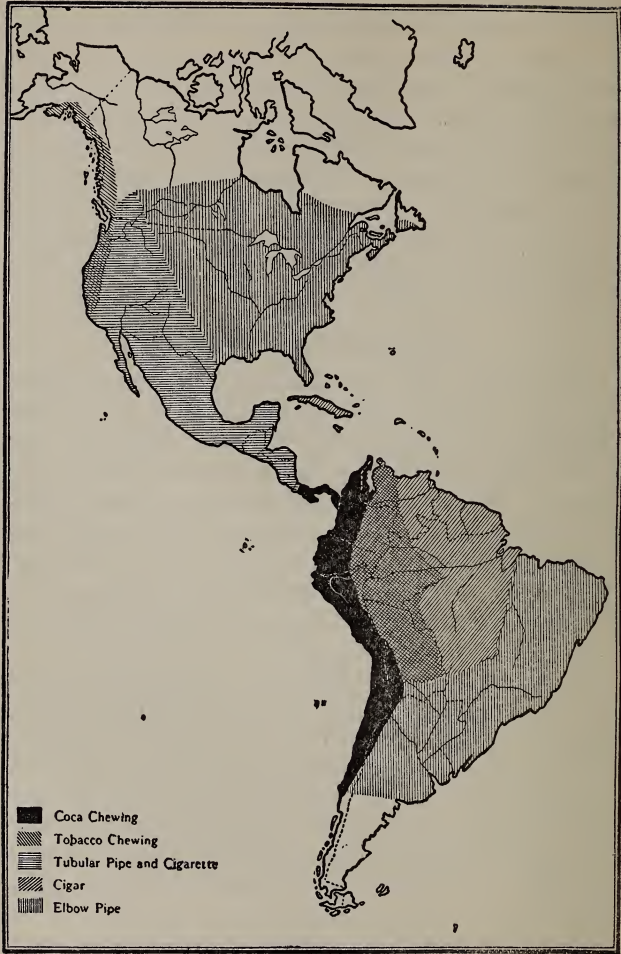 Coca Chewing
Tobacco Chewing
Tubular Pipe and Cigarette
Cigar
Elbow Pipe